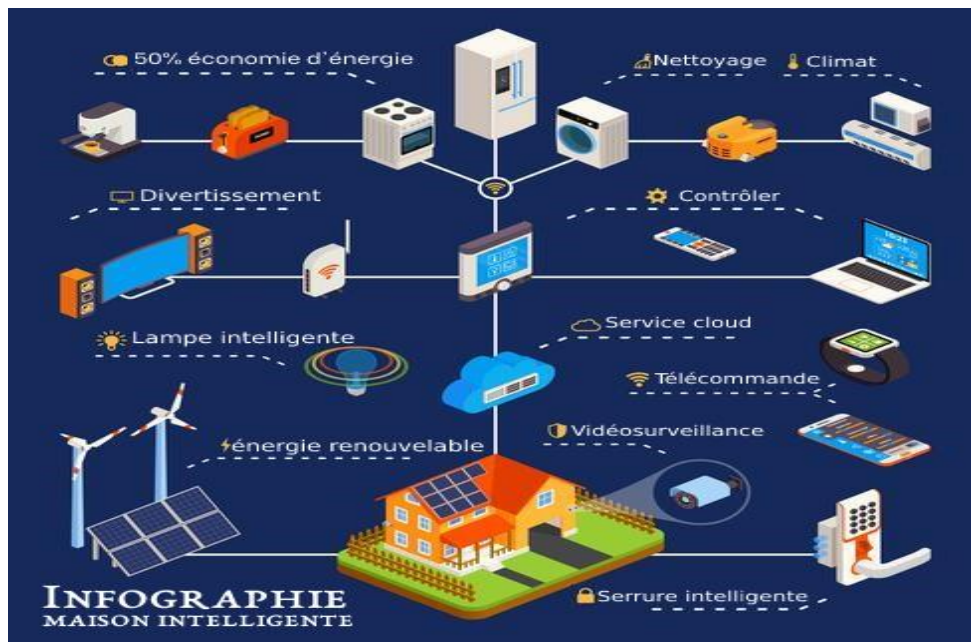 50% économie d'énergie
Nettoyage
Climat
Divertissement
Contrôler
Lampe intelligente
Service cloud
Télécommande
énergie renouvelable
Vidéosurveillance
Serrure intelligente
INFOGRAPHIE
MAISON INTELLIGENTE